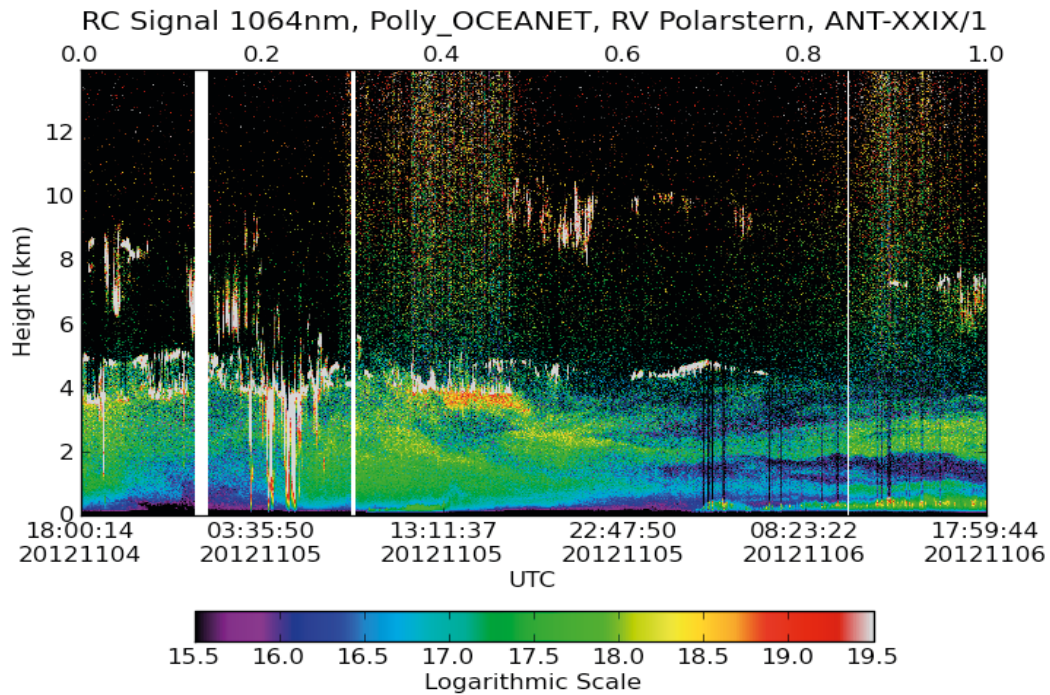 RC Signal 1064nm, Polly_OCEANET, RV Polarstern, ANT-XXIX/1
0.0 0.2 0.4 0.6 0.8 1.0
Height (km)
12
10
8
6
4
2
0
18:00:14 03:35:50 13:11:37 22:47:50 08:23:22 17:59:44
20121104 20121105 20121105 20121105 20121106 20121106
UTC
15.5 16.0 16.5 17.0 17.5 18.0 18.5 19.0 19.5
Logarithmic Scale